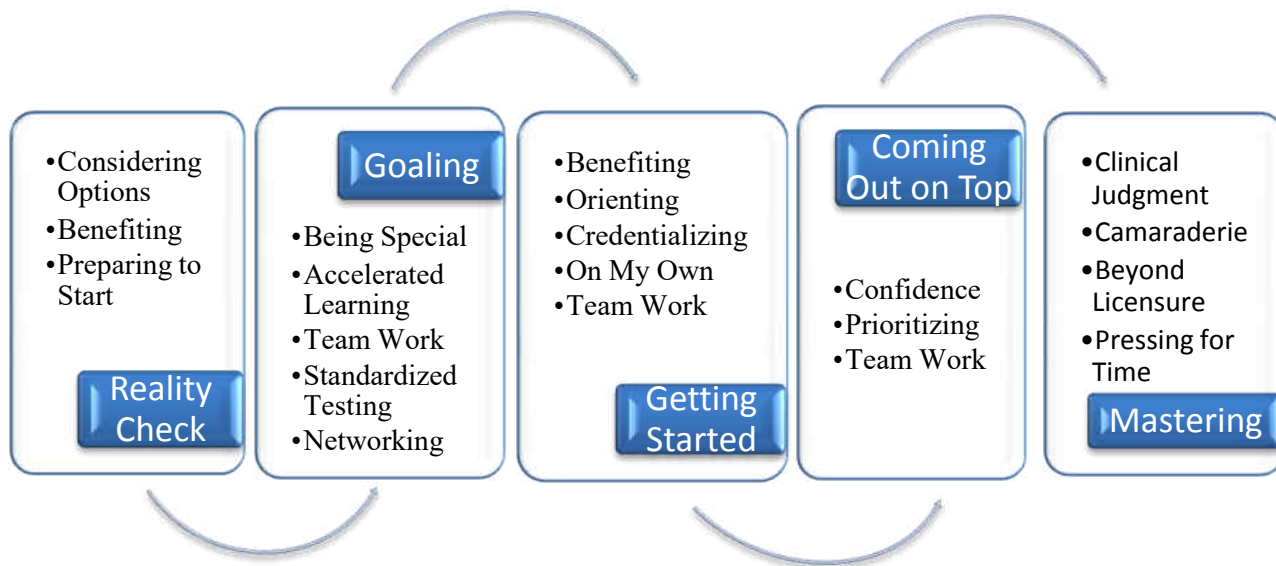 •Considering
Options
•Benefiting
•Preparing to
Start
Reality
Check
Goaling
•Being Special
•Accelerated
Learning
•Team Work
•Standardized
Testing
•Networking
•Benefiting
•Orienting
•Credentializing
•On My Own
•Team Work
Getting
Started
Coming
Out on Top
•Confidence
•Prioritizing
•Team Work
•Clinical
Judgment
•Camaraderie
•Beyond
Licensure
•Pressing for
Time
Mastering